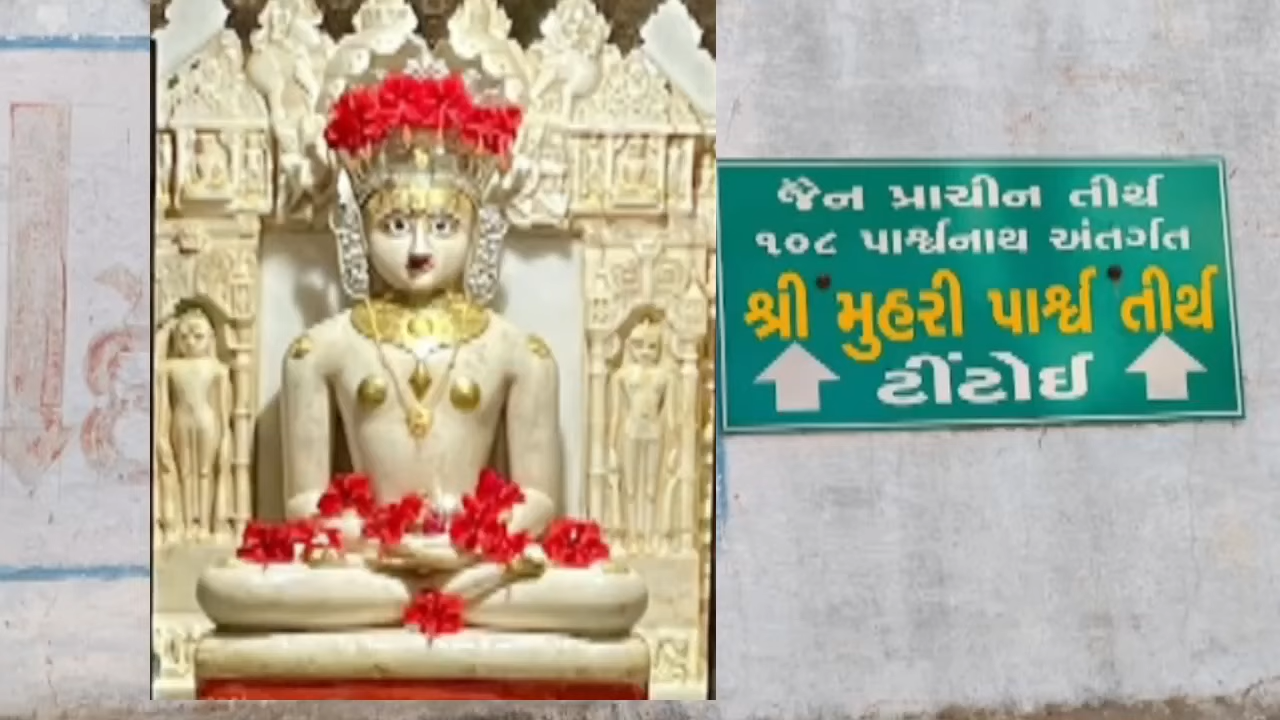 જૈન પ્રાચીન તીર્થ
૧૦૮ પાર્શ્વનાથ અંતર્ગત
શ્રી મુહરી પાર્શ્વ તીર્થ
ટીંટોઈ